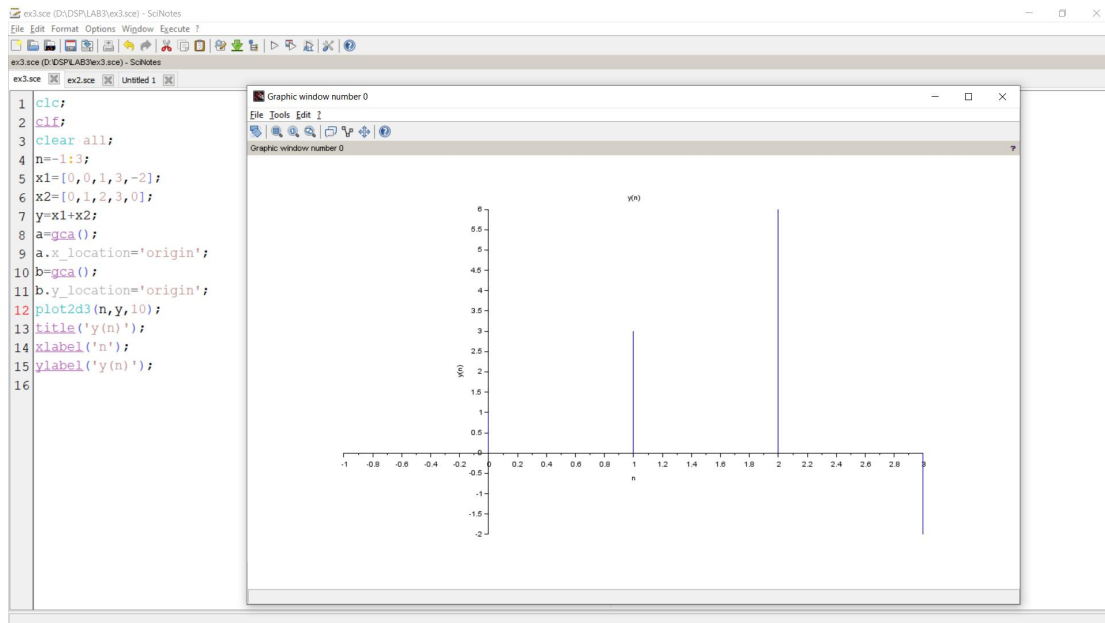 ex3.sce (D:\DSP\LAB3\ex3.sce) - SciNotes
File Edit Format Options Window Execute ?
ex3.sce (D:\DSP\LAB3\ex3.sce) - SciNotes
ex3.sce ex2.sce Untitled 1
1 clc;
2 clf;
3 clear all;
4 n=-1:3;
5 x1=[0,0,1,3,-2];
6 x2=[0,1,2,3,0];
7 y=x1+x2;
8 a=gca();
9 a.x_location='origin';
10 b=gca();
11 b.y_location='origin';
12 plot2d3(n,y,10);
13 title('y(n)');
14 xlabel('n');
15 ylabel('y(n)');
16
Graphic window number 0
File Tools Edit ?
Graphic window number 0 ?
y(n)
6
5.5
5
4.5
4
3.5
3
2.5
y(n)
2
1.5
1
0.5
0
-1 -0.8 -0.6 -0.4 -0.2 0 0.2 0.4 0.6 0.8 1 1.2 1.4 1.6 1.8 2 2.2 2.4 2.6 2.8 3
-0.5
n
-1
-1.5
-2